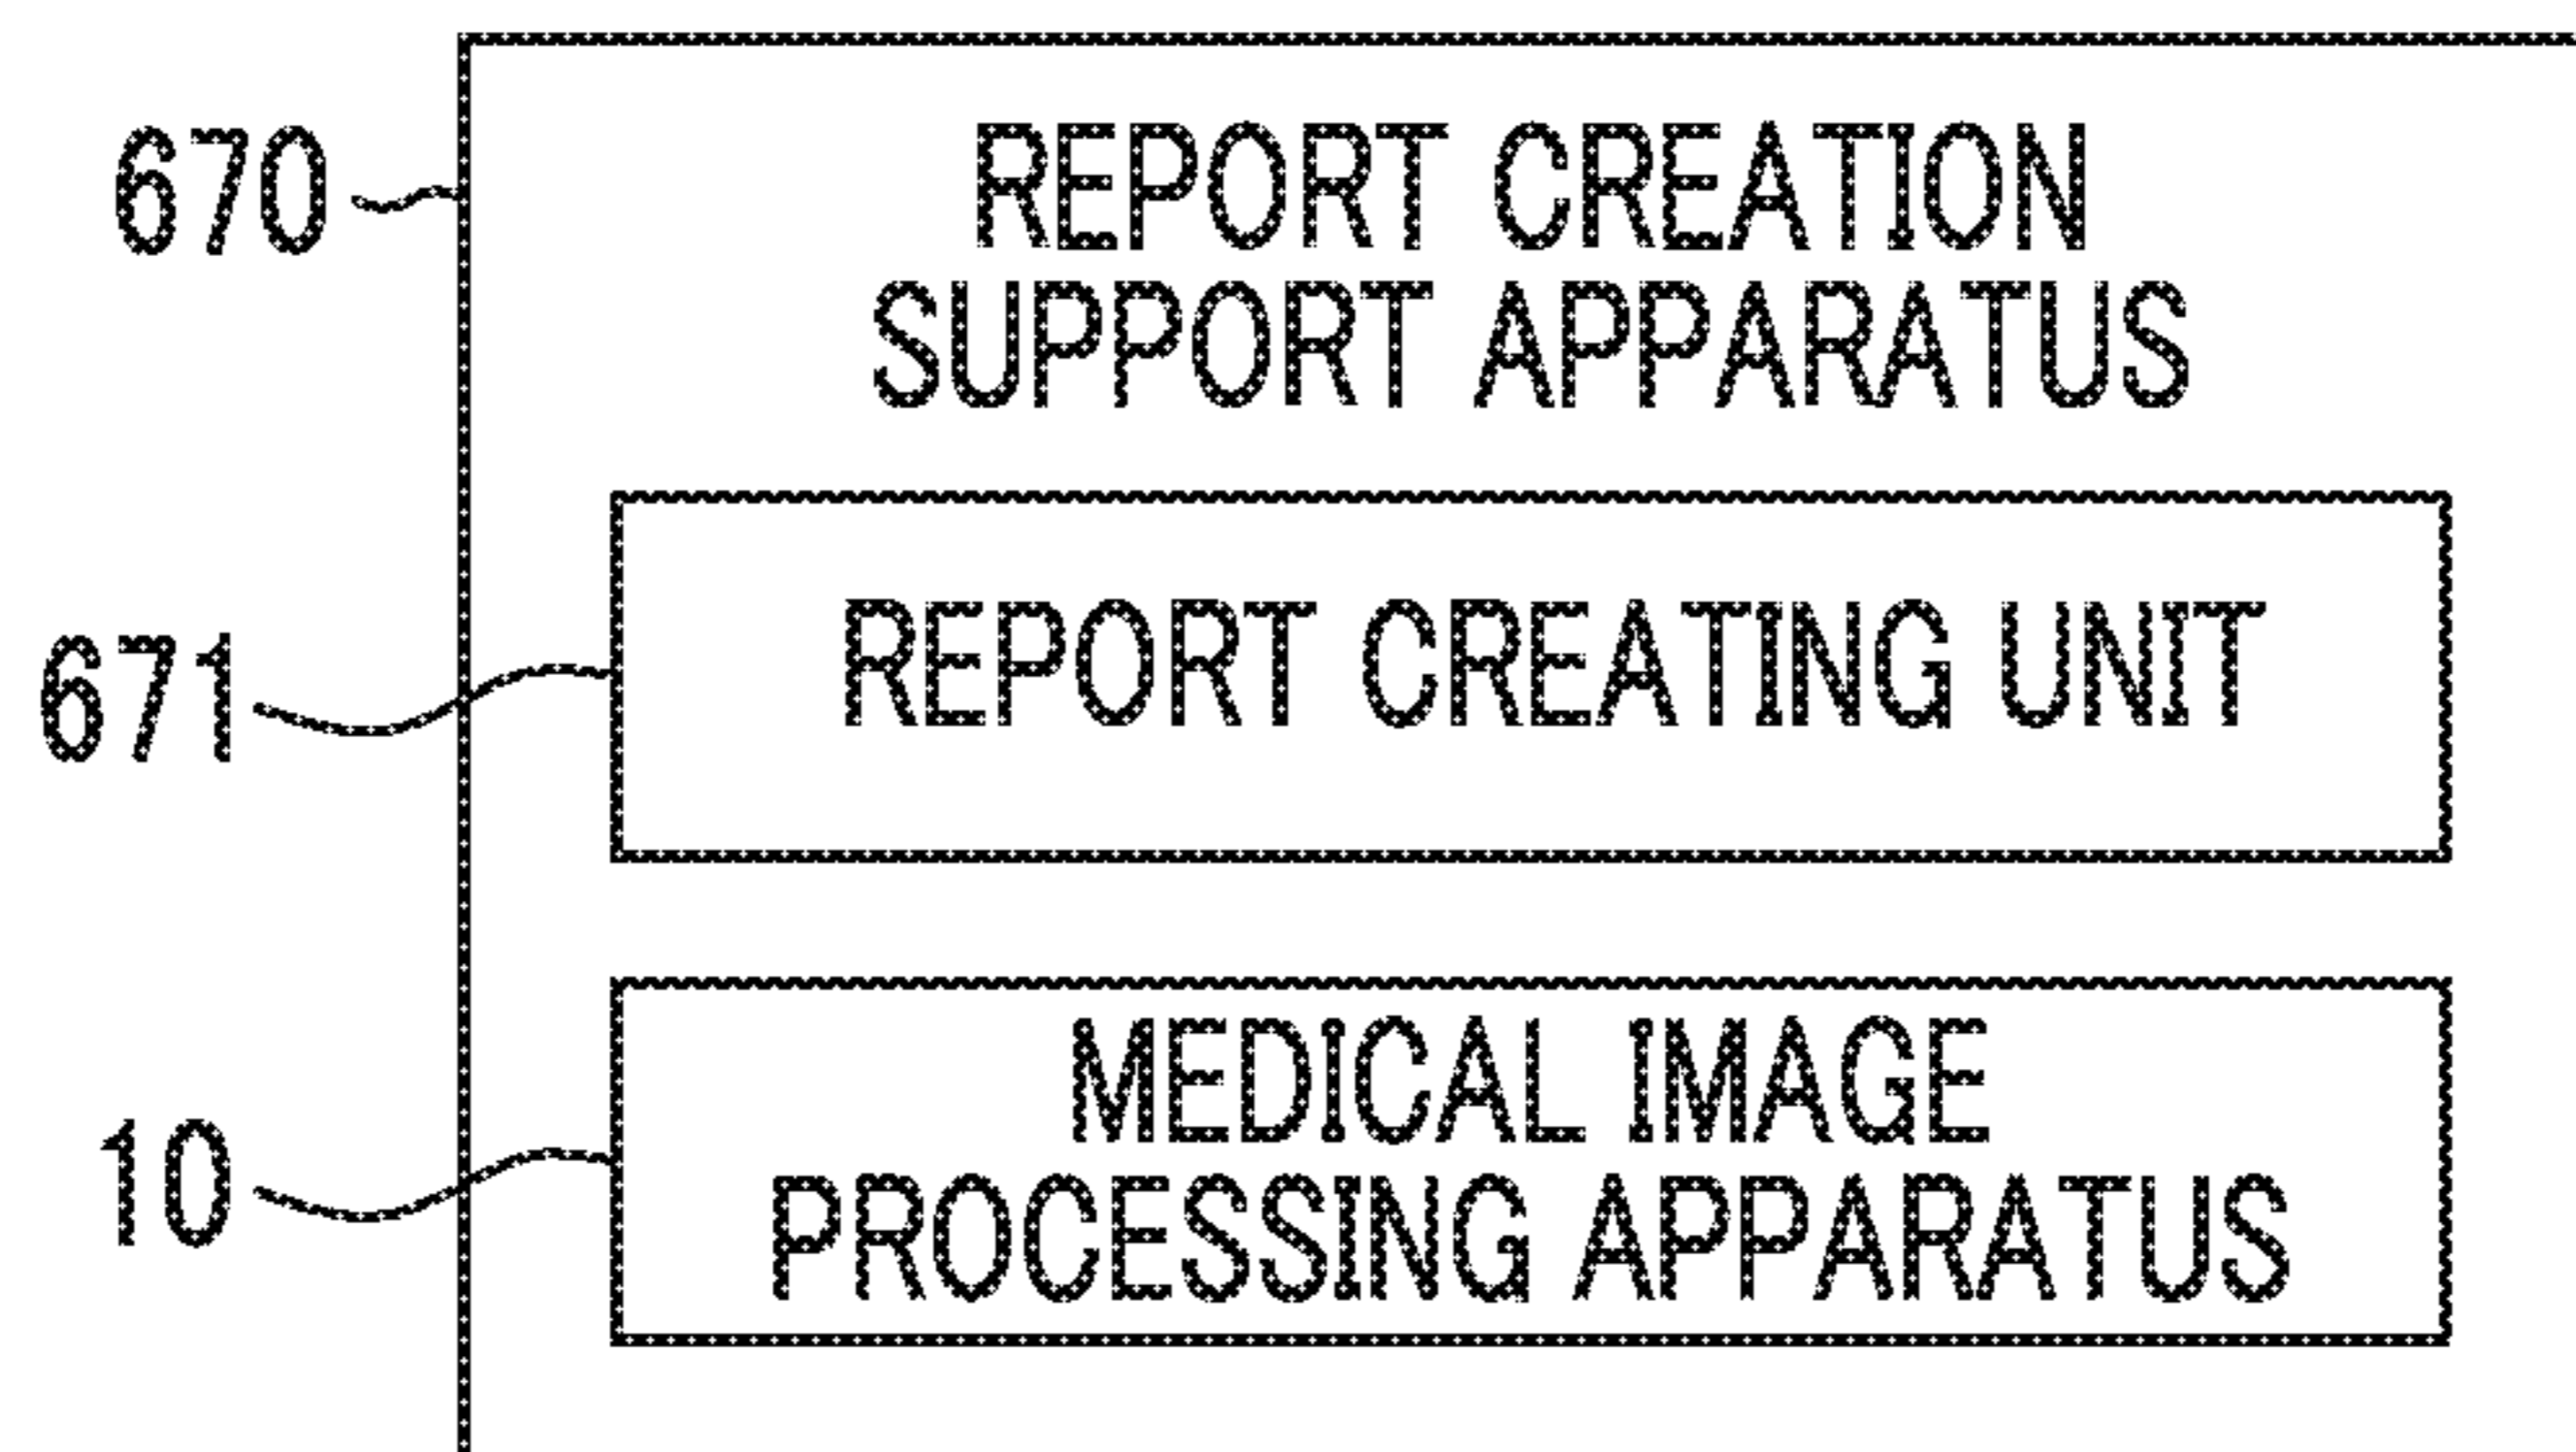 670
REPORT CREATION
SUPPORT APPARATUS
671
REPORT CREATING UNIT
10
MEDICAL IMAGE
PROCESSING APPARATUS